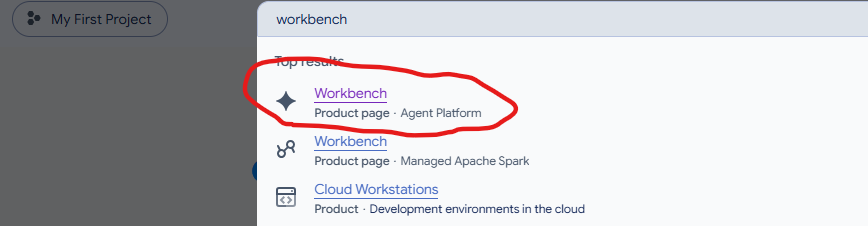 My First Project
workbench
Top results
Workbench
Product page · Agent Platform
Workbench
Product page · Managed Apache Spark
Cloud Workstations
Product · Development environments in the cloud